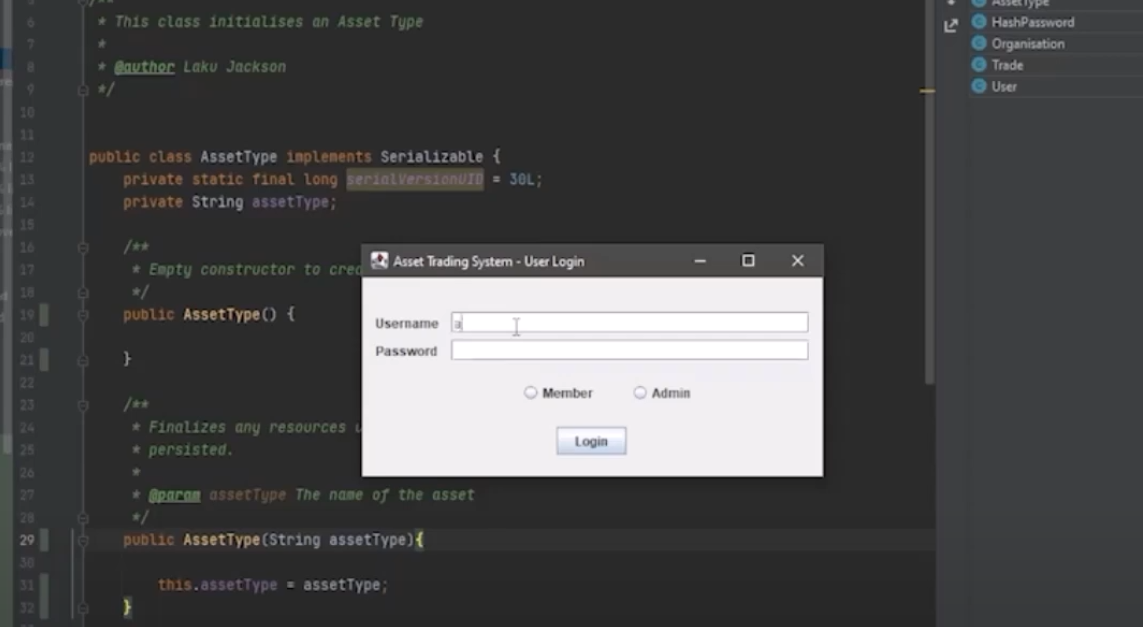 6 * This class initialises an Asset Type
7 *
8 * @author Laku Jackson
9 */
10
11
12 public class AssetType implements Serializable {
13 private static final long serialVersionUID = 30L;
14 private String assetType;
15
16 /**
17 * Empty constructor to
18 */
19 public AssetType() {
20
21 }
22
23 /**
24 * Finalizes any resources
25 * persisted.
26 *
27 * @param assetType The name of the asset
28 */
29 public AssetType(String assetType){
30
31 this.assetType = assetType;
32 }
AssetType
HashPassword
Organisation
Trade
User
Asset Trading System - User Login
Username a
Password
Member Admin
Login